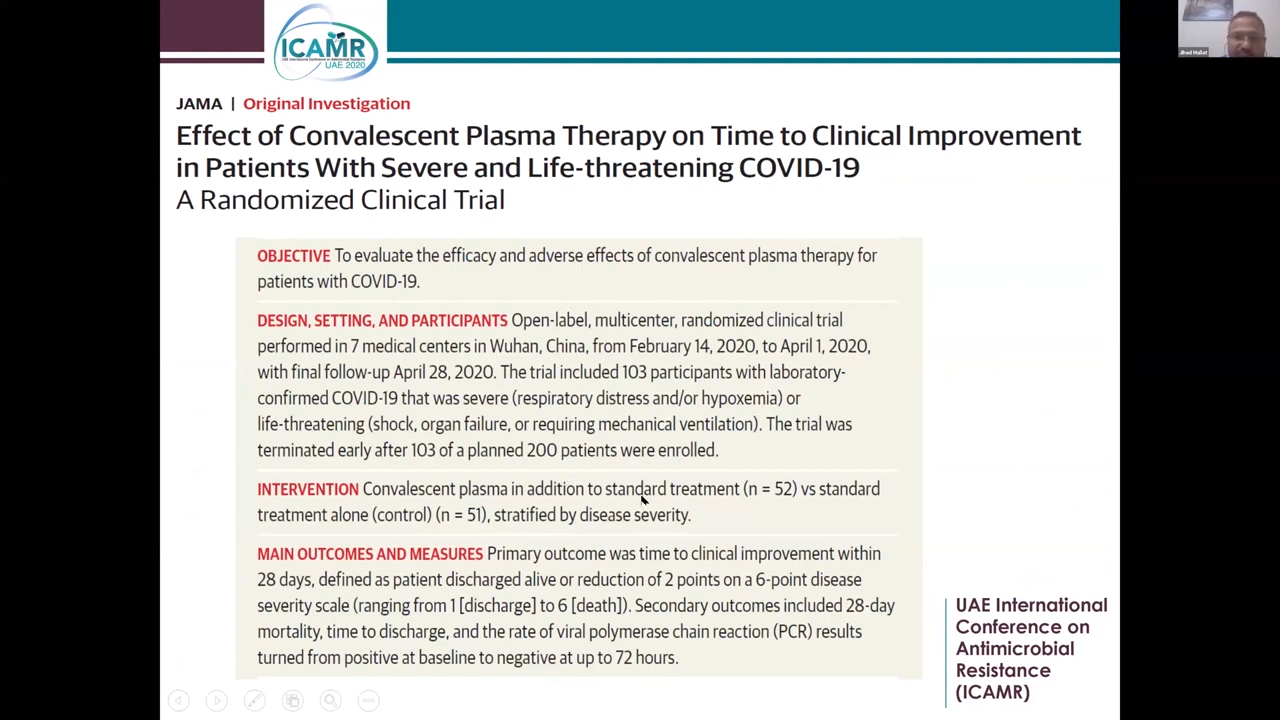 ICAMR
UAE International Conference on Antimicrobial Resistance
UAE 2020
Jihad Mallat
JAMA | Original Investigation
Effect of Convalescent Plasma Therapy on Time to Clinical Improvement
in Patients With Severe and Life-threatening COVID-19
A Randomized Clinical Trial
OBJECTIVE To evaluate the efficacy and adverse effects of convalescent plasma therapy for
patients with COVID-19.
DESIGN, SETTING, AND PARTICIPANTS Open-label, multicenter, randomized clinical trial
performed in 7 medical centers in Wuhan, China, from February 14, 2020, to April 1, 2020,
with final follow-up April 28, 2020. The trial included 103 participants with laboratory-
confirmed COVID-19 that was severe (respiratory distress and/or hypoxemia) or
life-threatening (shock, organ failure, or requiring mechanical ventilation). The trial was
terminated early after 103 of a planned 200 patients were enrolled.
INTERVENTION Convalescent plasma in addition to standard treatment (n = 52) vs standard
treatment alone (control) (n = 51), stratified by disease severity.
MAIN OUTCOMES AND MEASURES Primary outcome was time to clinical improvement within
28 days, defined as patient discharged alive or reduction of 2 points on a 6-point disease
severity scale (ranging from 1 [discharge] to 6 [death]). Secondary outcomes included 28-day
mortality, time to discharge, and the rate of viral polymerase chain reaction (PCR) results
turned from positive at baseline to negative at up to 72 hours.
UAE International
Conference on
Antimicrobial
Resistance
(ICAMR)